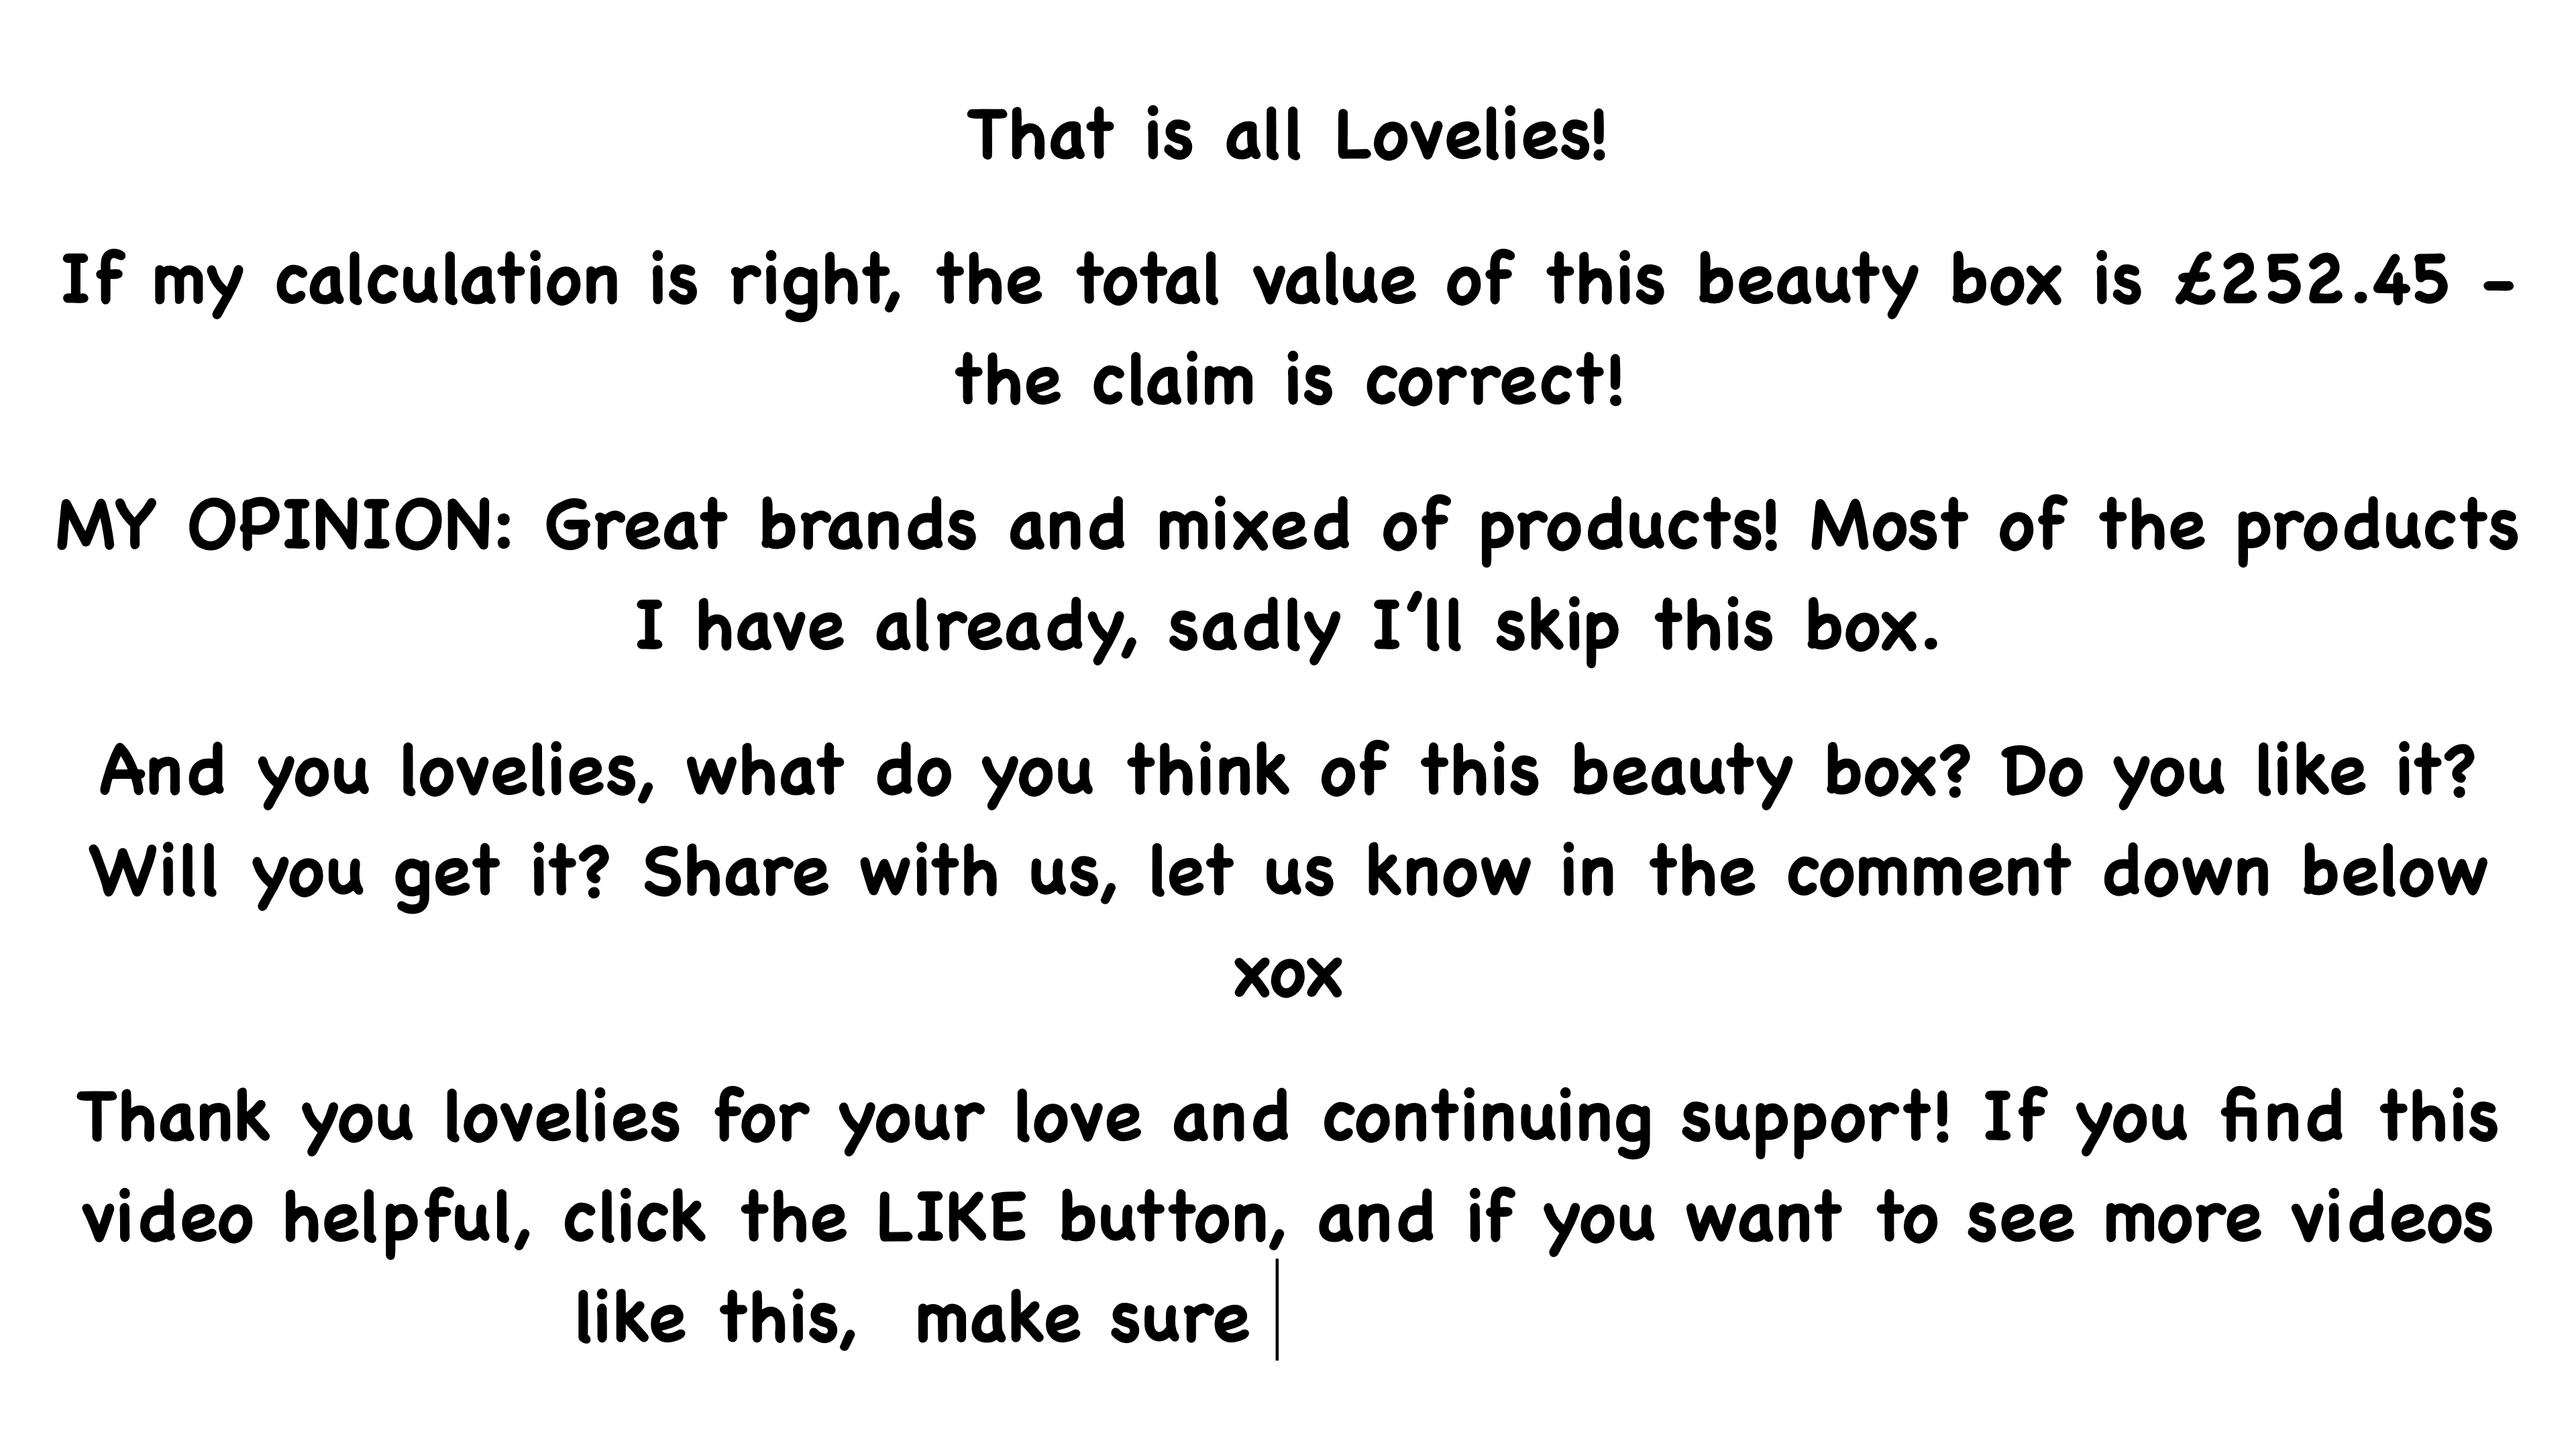 That is all Lovelies!
If my calculation is right, the total value of this beauty box is £252.45 -
the claim is correct!
MY OPINION: Great brands and mixed of products! Most of the products
I have already, sadly I’ll skip this box.
And you lovelies, what do you think of this beauty box? Do you like it?
Will you get it? Share with us, let us know in the comment down below
xox
Thank you lovelies for your love and continuing support! If you find this
video helpful, click the LIKE button, and if you want to see more videos
like this,  make sure